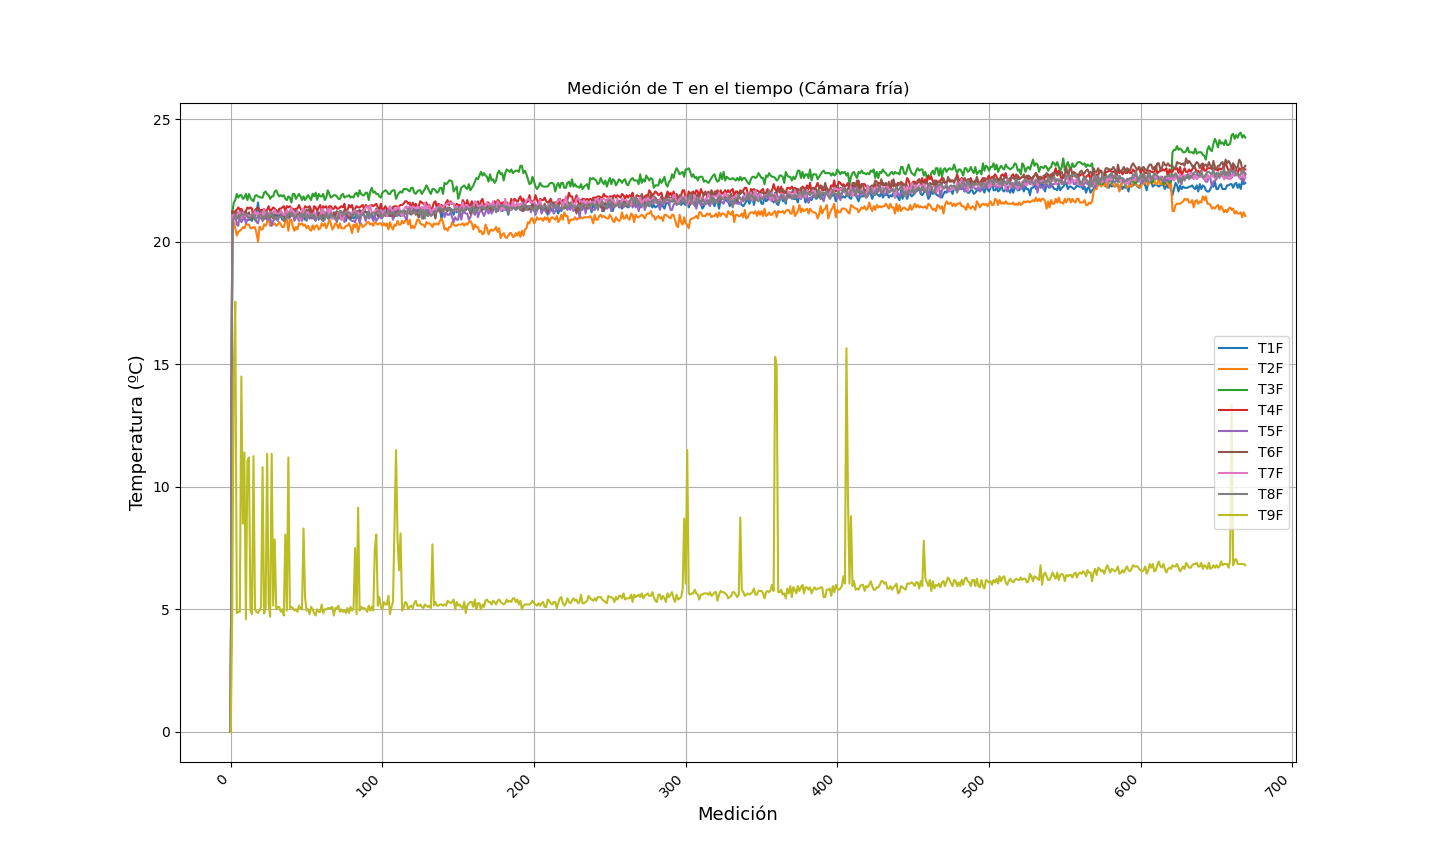 Medición de T en el tiempo (Cámara fría)
25
20
15
10
5
0
Temperatura (ºC)
T1F
T2F
T3F
T4F
T5F
T6F
T7F
T8F
T9F
0
100
200
300
400
500
600
700
Medición